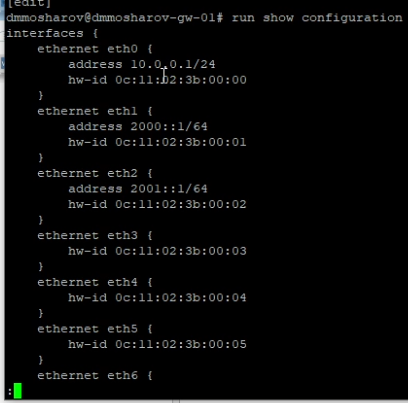 [edit]
dmmosharov@dmmosharov-gw-01# run show configuration
interfaces {
    ethernet eth0 {
        address 10.0.0.1/24
        hw-id 0c:11:02:3b:00:00
    }
    ethernet eth1 {
        address 2000::1/64
        hw-id 0c:11:02:3b:00:01
    }
    ethernet eth2 {
        address 2001::1/64
        hw-id 0c:11:02:3b:00:02
    }
    ethernet eth3 {
        hw-id 0c:11:02:3b:00:03
    }
    ethernet eth4 {
        hw-id 0c:11:02:3b:00:04
    }
    ethernet eth5 {
        hw-id 0c:11:02:3b:00:05
    }
    ethernet eth6 {
: